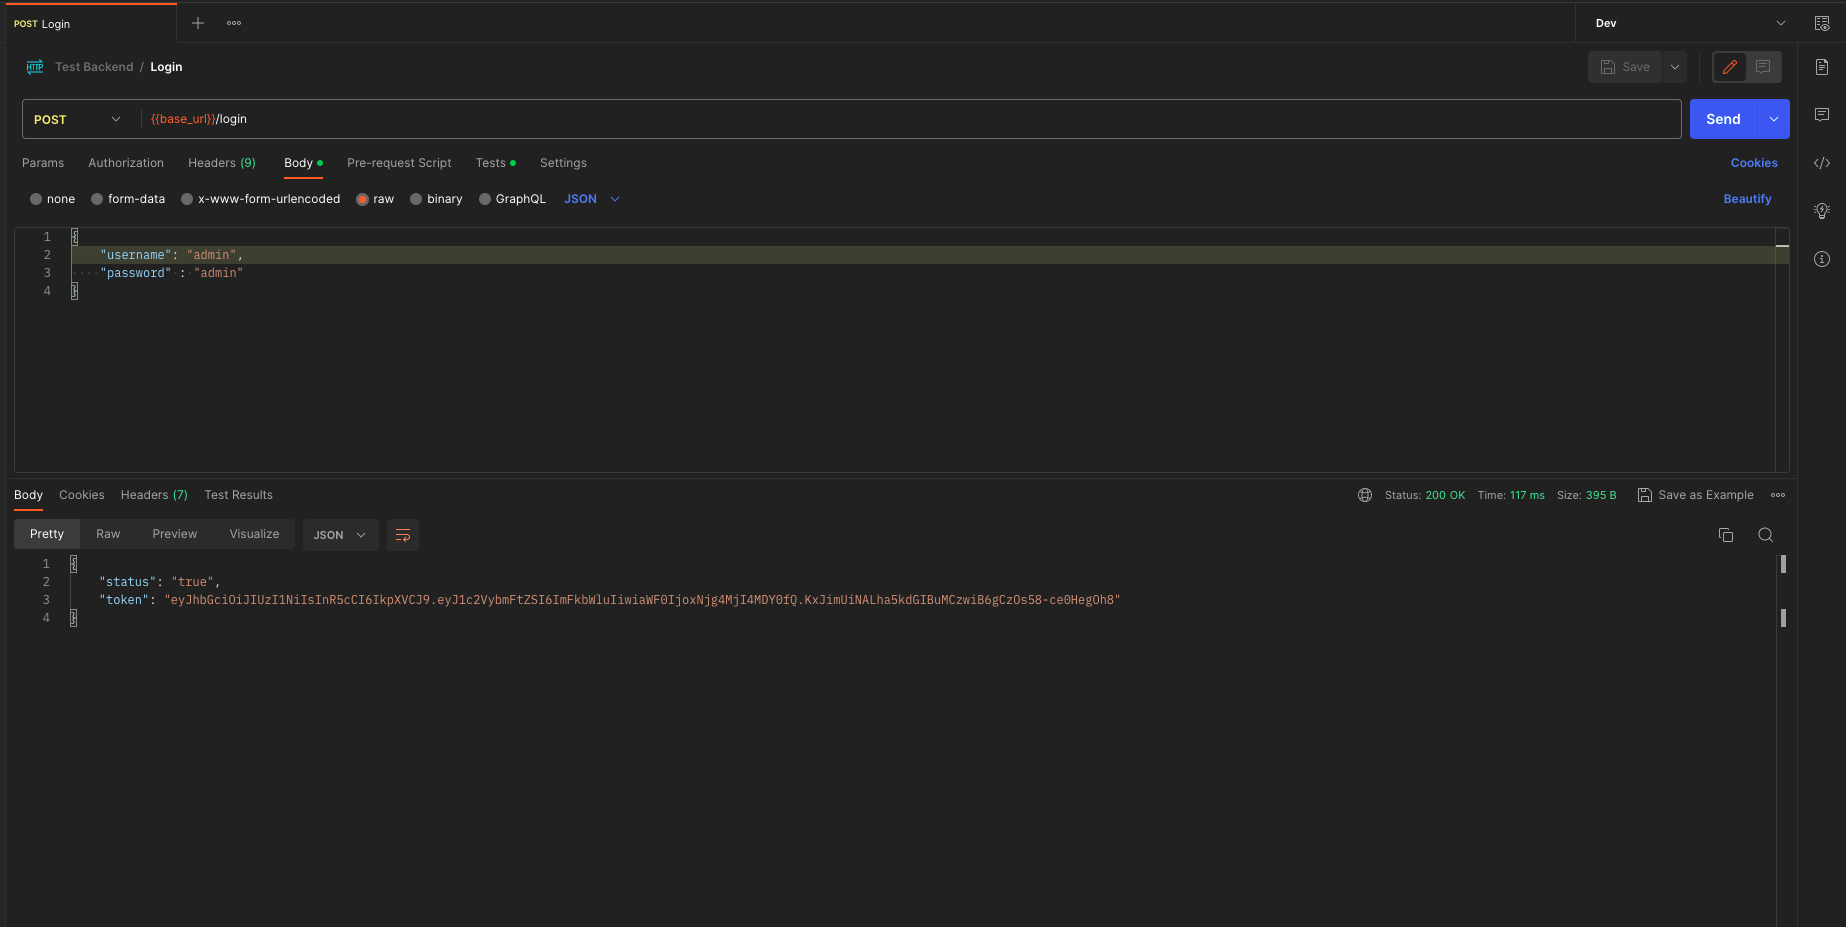 POST Login
Dev
Test Backend / Login
Save
POST {{base_url}}/login
Send
Params Authorization Headers (9) Body Pre-request Script Tests Settings Cookies
none form-data x-www-form-urlencoded raw binary GraphQL JSON Beautify
1 {
2 "username": "admin",
3 "password" : "admin"
4 }
Body Cookies Headers (7) Test Results Status: 200 OK Time: 117 ms Size: 395 B Save as Example
Pretty Raw Preview Visualize JSON
1 {
2 "status": "true",
3 "token": "eyJhbGciOiJIUzI1NiIsInR5cCI6IkpXVCJ9.eyJ1c2VybmFtZSI6ImFkbWluIiwiaWF0IjoxNjg4MjI4MDY0fQ.KxJimUiNALha5kdGIBuMCzwiB6gCzOs58-ce0HegOh8"
4 }